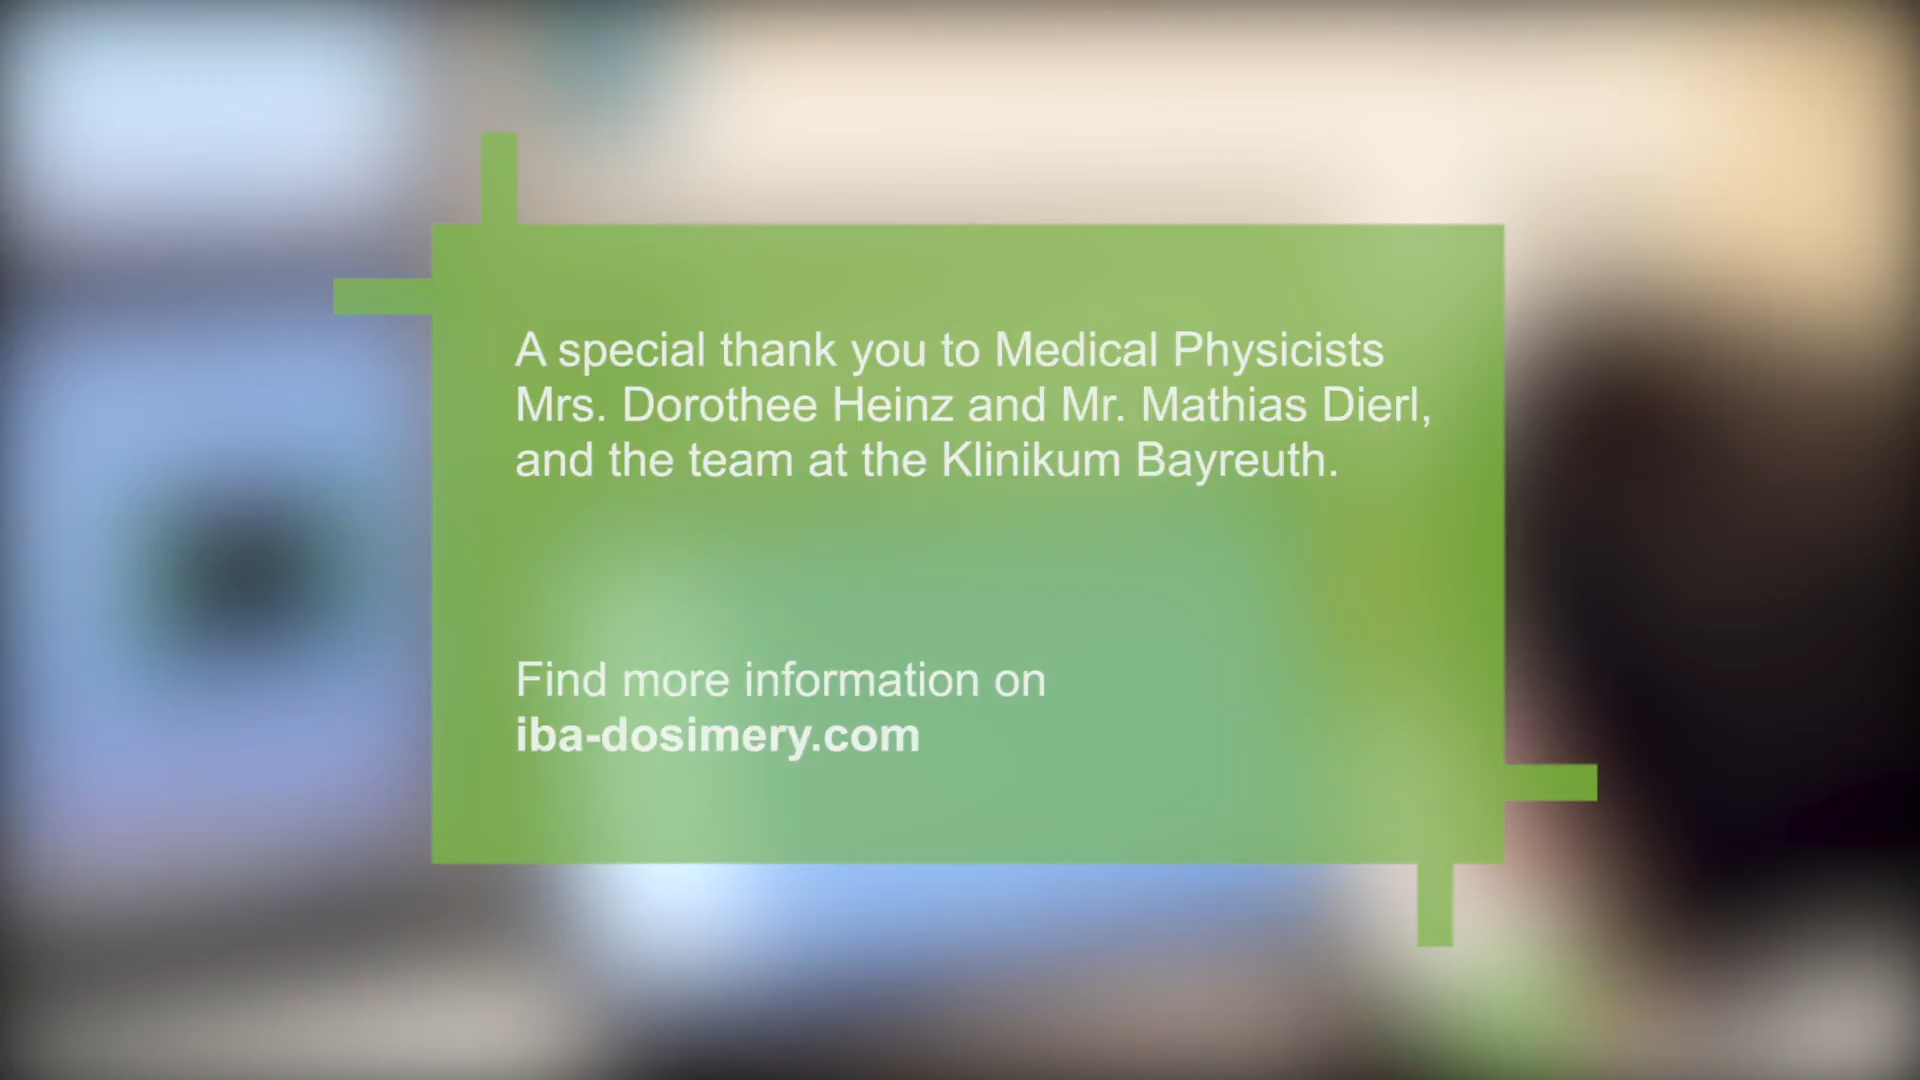 A special thank you to Medical Physicists
Mrs. Dorothee Heinz and Mr. Mathias Dierl,
and the team at the Klinikum Bayreuth.
Find more information on
iba-dosimery.com